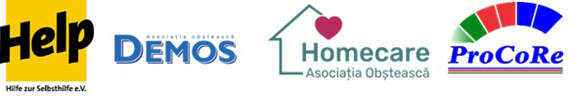 Help
Hilfe zur Selbsthilfe e.V.
Asociația obștească
DEMOS
Homecare
Asociația Obștească
ProCoRe